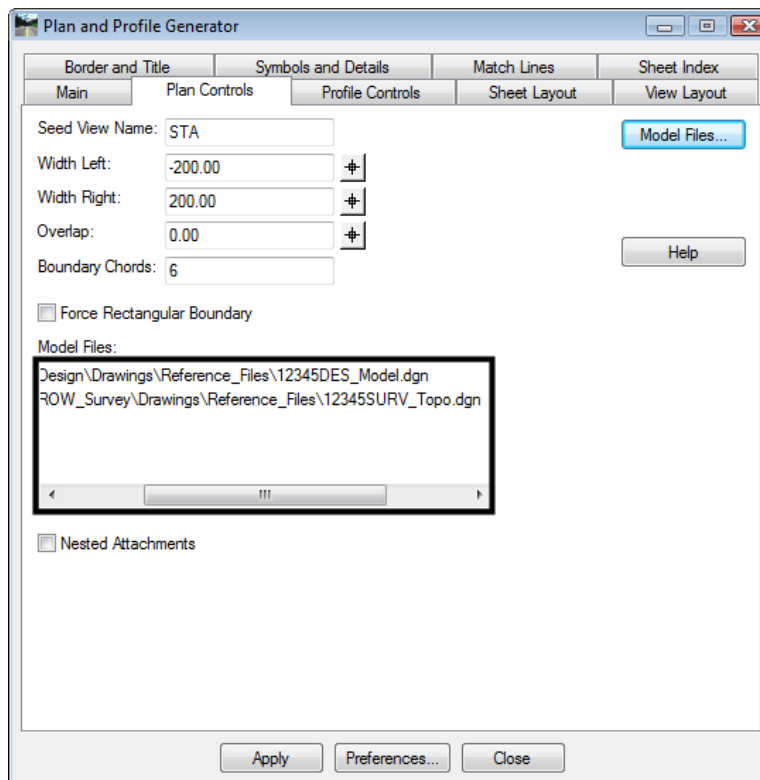 Plan and Profile Generator
Border and Title Symbols and Details Match Lines Sheet Index
Main Plan Controls Profile Controls Sheet Layout View Layout
Seed View Name: STA Model Files...
Width Left: -200.00
Width Right: 200.00
Overlap: 0.00 Help
Boundary Chords: 6
Force Rectangular Boundary
Model Files:
Design\Drawings\Reference_Files\12345DES_Model.dgn
ROW_Survey\Drawings\Reference_Files\12345SURV_Topo.dgn
Nested Attachments
Apply Preferences... Close